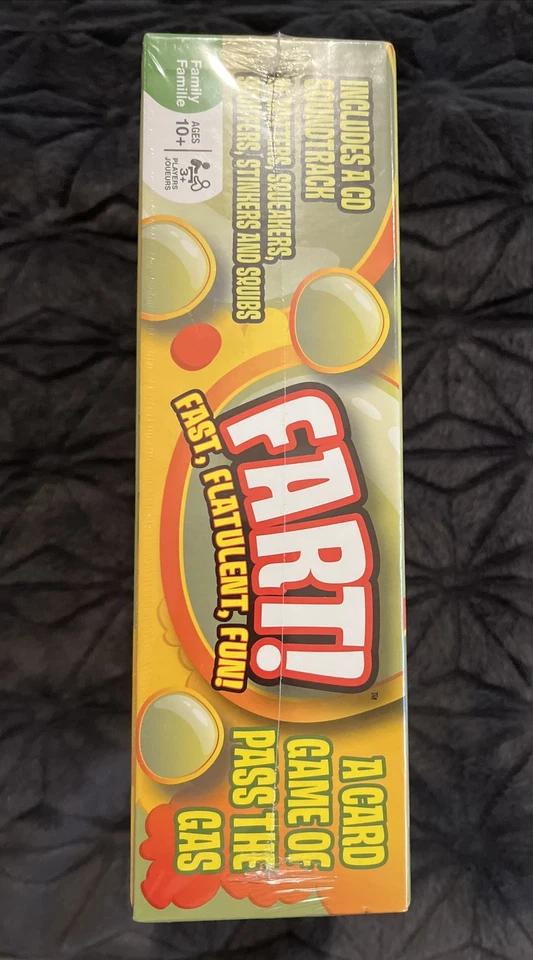 INCLUDES A CD
SOUNDTRACK
SQUEAKERS,
STINKERS AND SQUIBS
Family
Famille
AGES
10+
3+
PLAYERS
JOUEURS
FART!
TM
FAST, FLATULENT, FUN!
A CARD
GAME OF
PASS THE
GAS